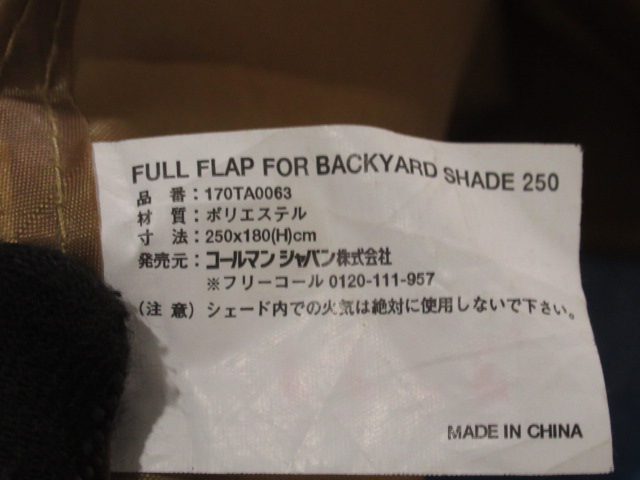 FULL FLAP FOR BACKYARD SHADE 250
品 番：170TA0063
材 質：ポリエステル
寸 法：250x180(H)cm
発売元：コールマン ジャパン株式会社
※フリーコール 0120-111-957
（注 意）シェード内での火気は絶対に使用しないで下さい。
MADE IN CHINA